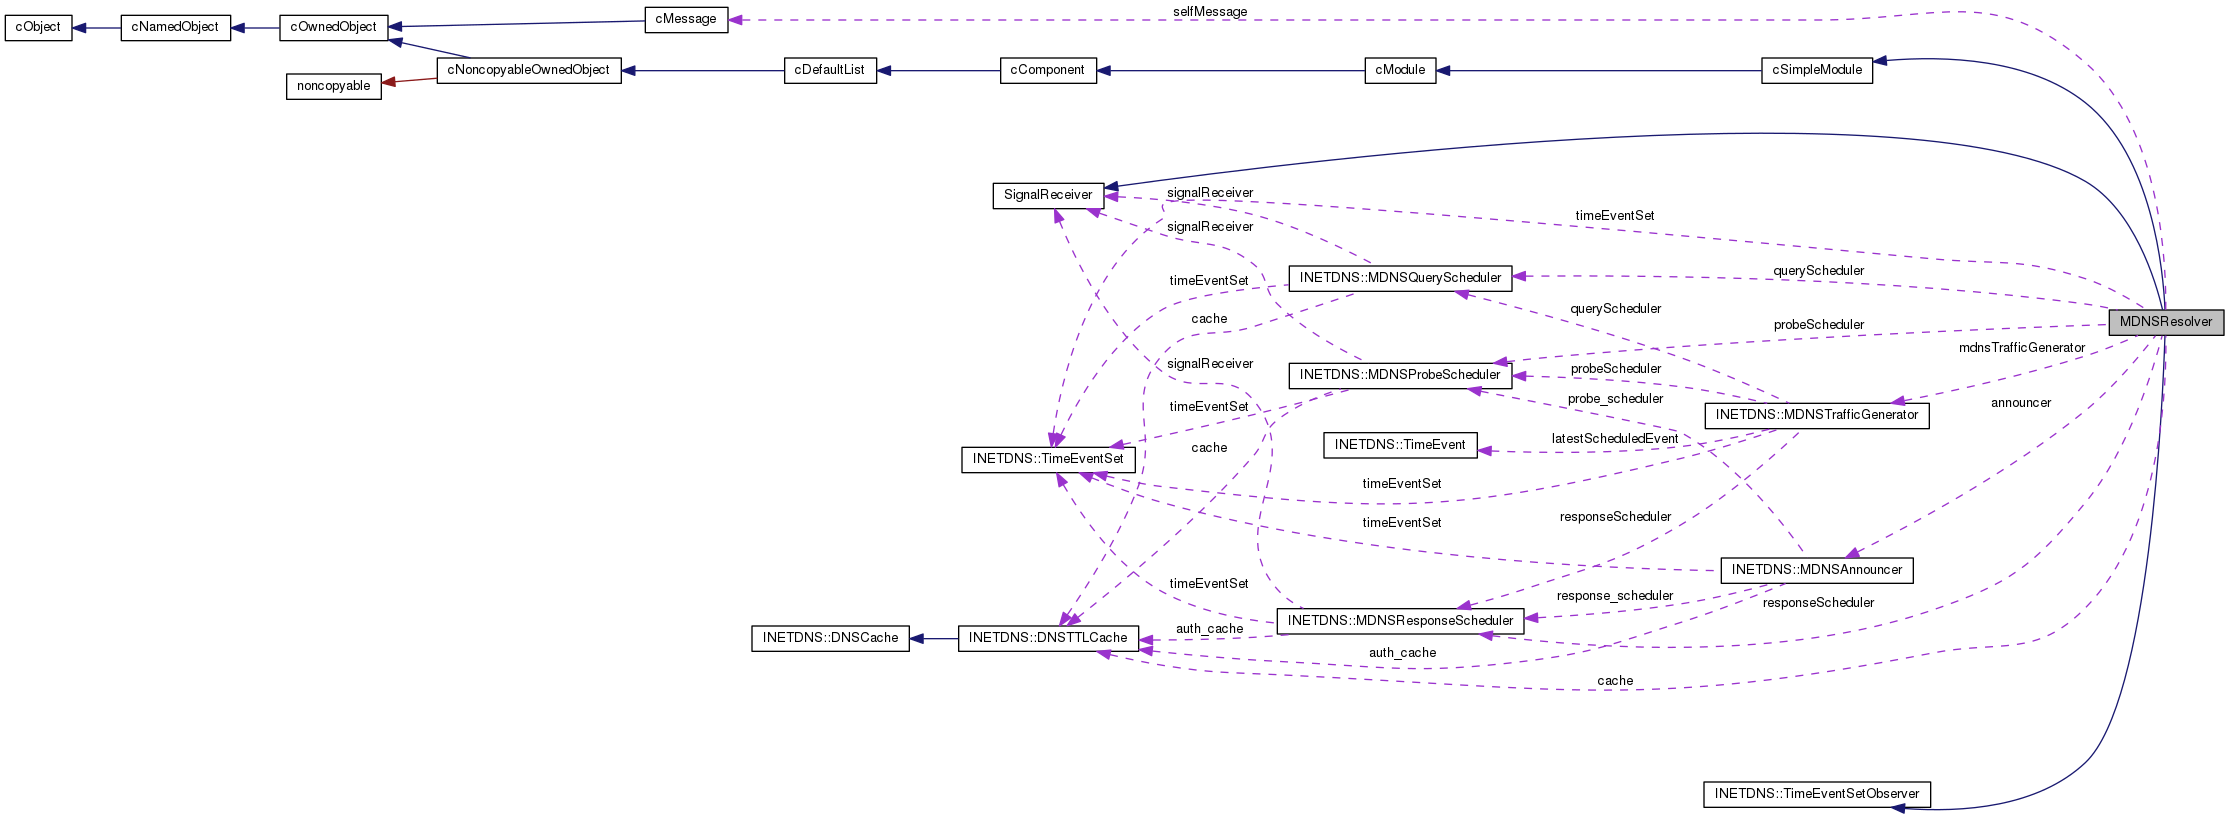 selfMessage
cMessage
cObject
cNamedObject
cOwnedObject
cNoncopyableOwnedObject
cDefaultList
cComponent
cModule
cSimpleModule
noncopyable
SignalReceiver
signalReceiver
timeEventSet
signalReceiver
INETDNS::MDNSQueryScheduler
queryScheduler
timeEventSet
queryScheduler
cache
MDNSResolver
probeScheduler
mdnsTrafficGenerator
signalReceiver
INETDNS::MDNSProbeScheduler
probeScheduler
timeEventSet
probe_scheduler
announcer
INETDNS::MDNSTrafficGenerator
INETDNS::TimeEvent
latestScheduledEvent
cache
INETDNS::TimeEventSet
timeEventSet
timeEventSet
responseScheduler
timeEventSet
INETDNS::MDNSAnnouncer
response_scheduler
responseScheduler
INETDNS::MDNSResponseScheduler
auth_cache
INETDNS::DNSCache
INETDNS::DNSTTLCache
auth_cache
cache
INETDNS::TimeEventSetObserver